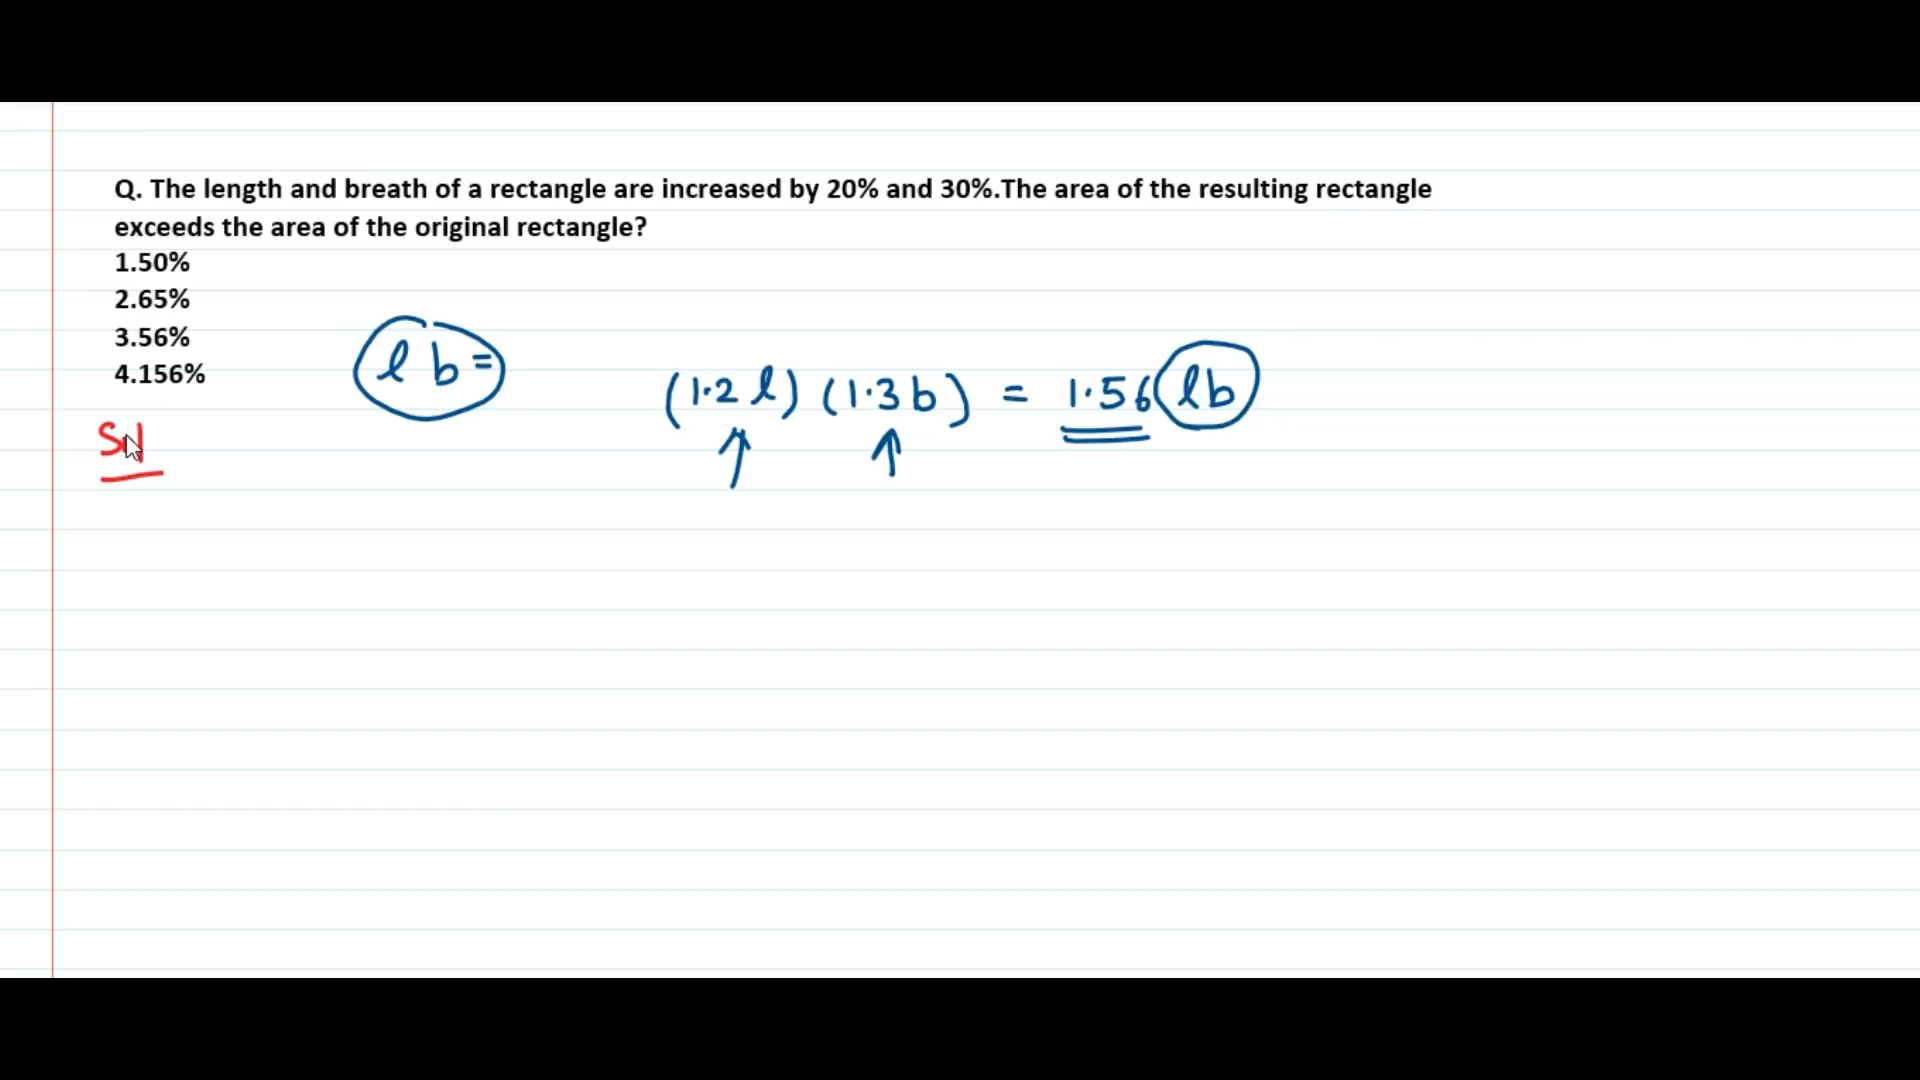 Q. The length and breath of a rectangle are increased by 20% and 30%.The area of the resulting rectangle
exceeds the area of the original rectangle?
1.50%
2.65%
3.56%
4.156%
l b =
(1.2 l) (1.3 b) = 1.56 lb